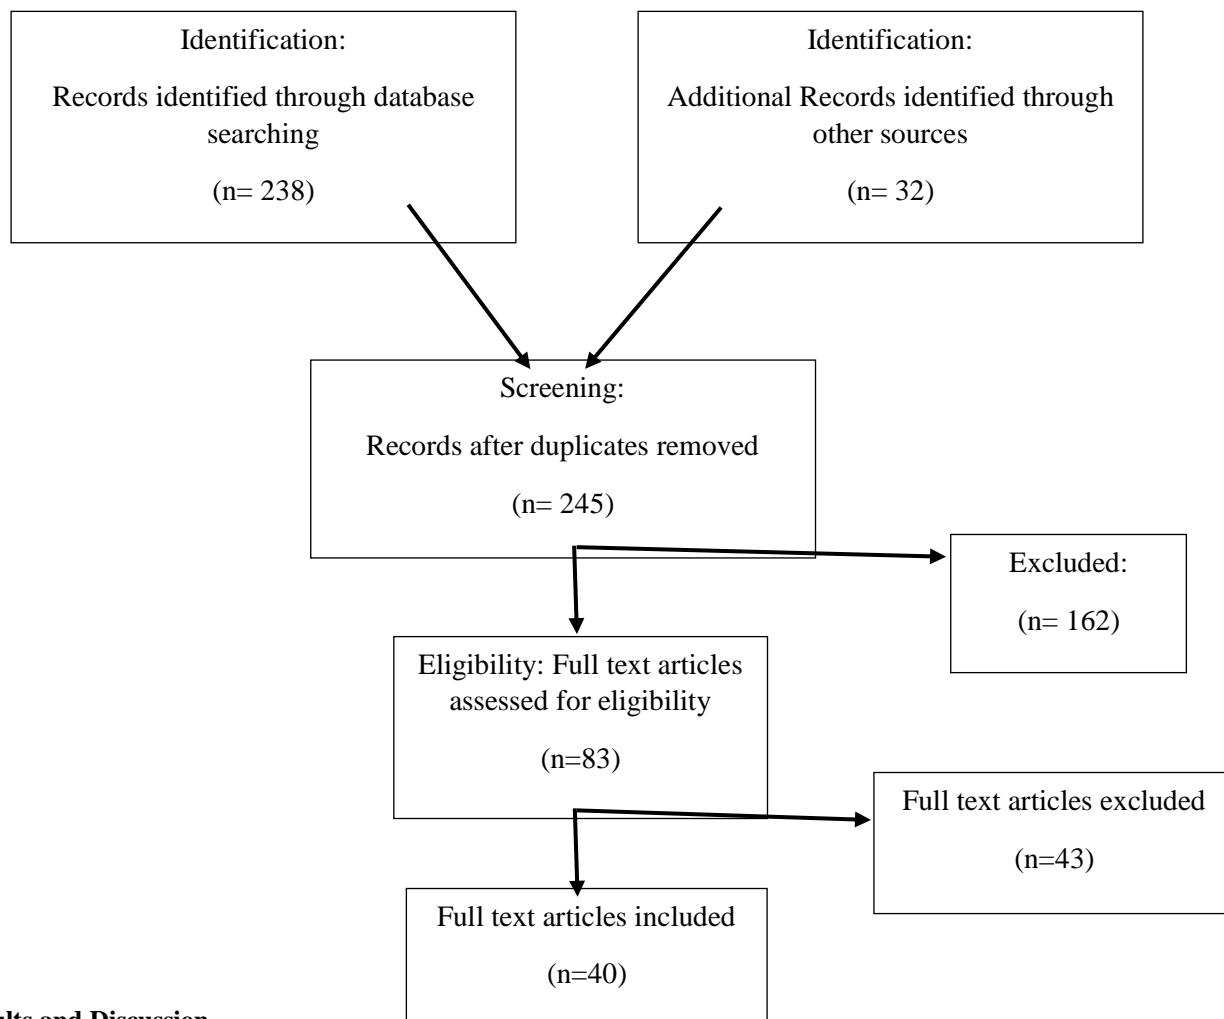 Identification:
Records identified through database
searching
(n= 238)
Identification:
Additional Records identified through
other sources
(n= 32)
Screening:
Records after duplicates removed
(n= 245)
Excluded:
(n= 162)
Eligibility: Full text articles
assessed for eligibility
(n=83)
Full text articles excluded
(n=43)
Full text articles included
(n=40)
and Discussion